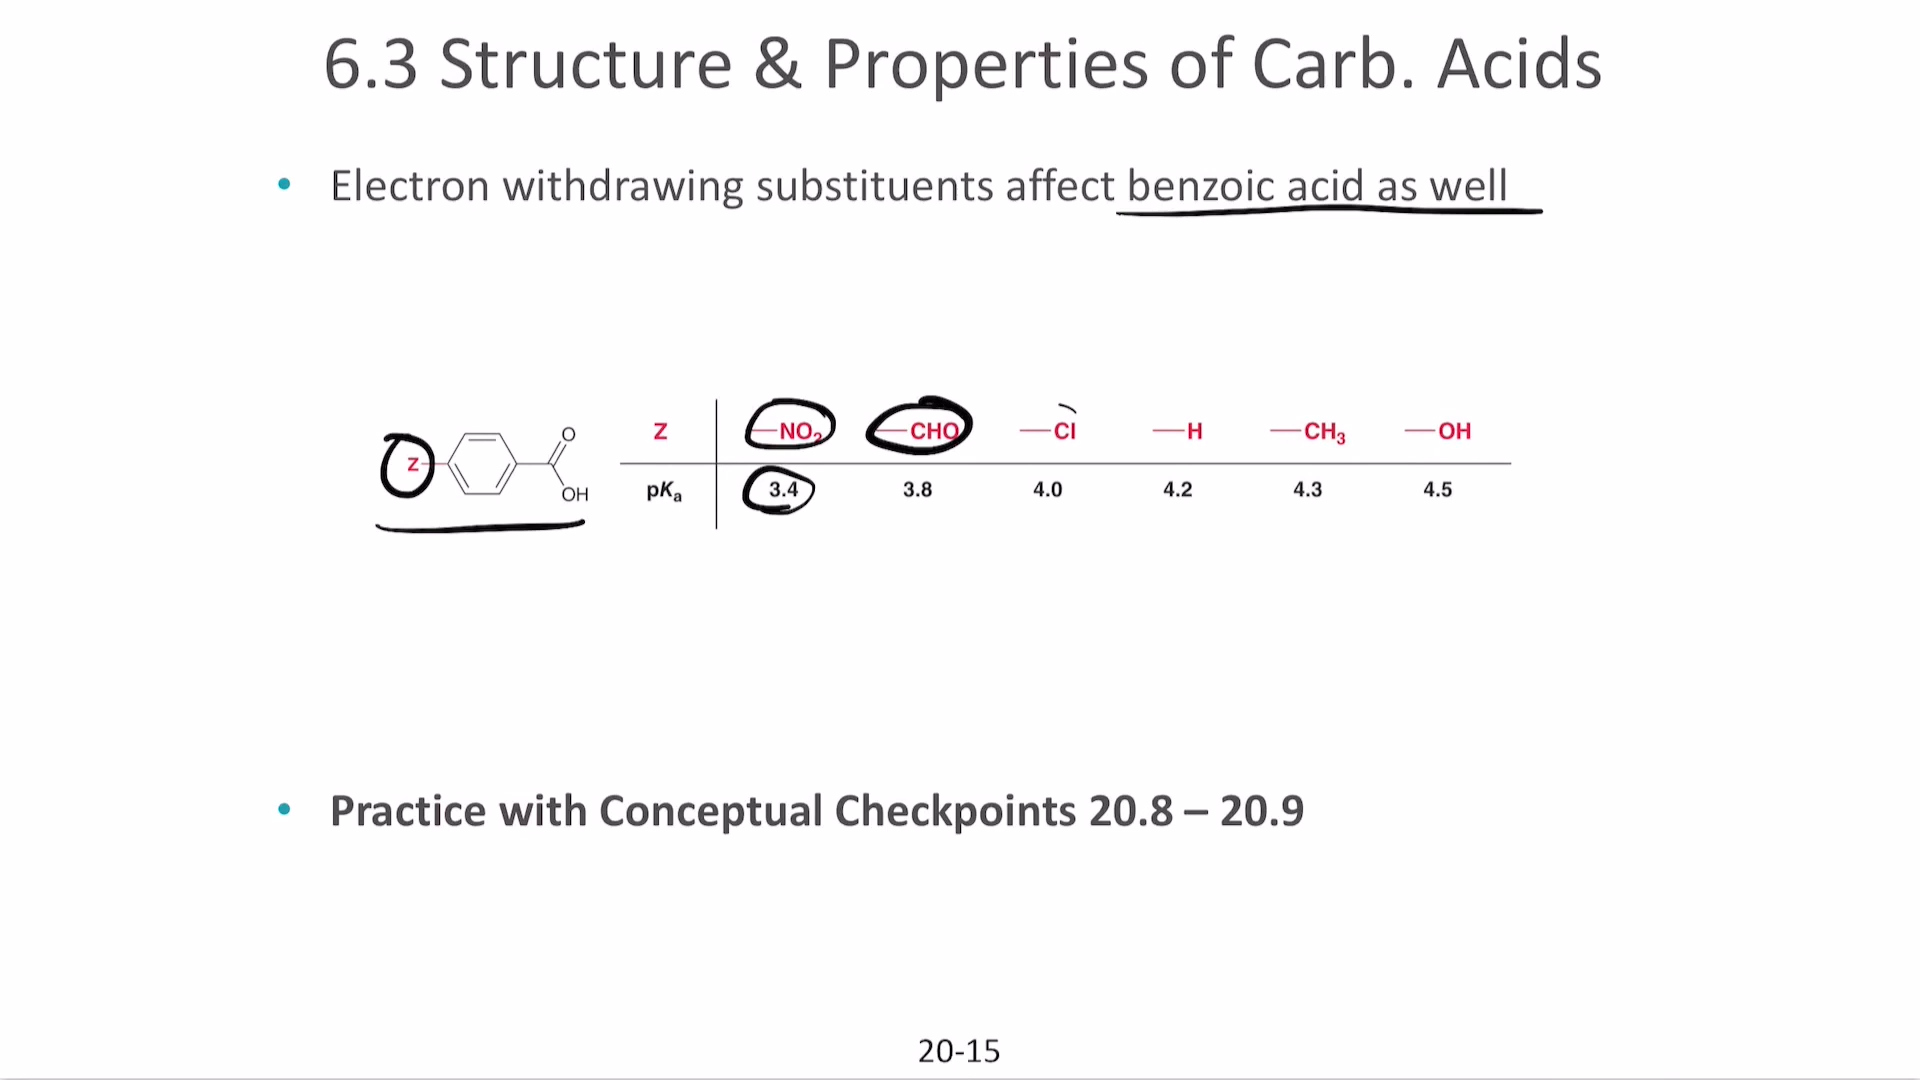 6.3 Structure & Properties of Carb. Acids
• Electron withdrawing substituents affect benzoic acid as well
Z —NO₂ —CHO —Cl —H —CH₃ —OH
Z O OH
pKₐ 3.4 3.8 4.0 4.2 4.3 4.5
• Practice with Conceptual Checkpoints 20.8 – 20.9
20-15